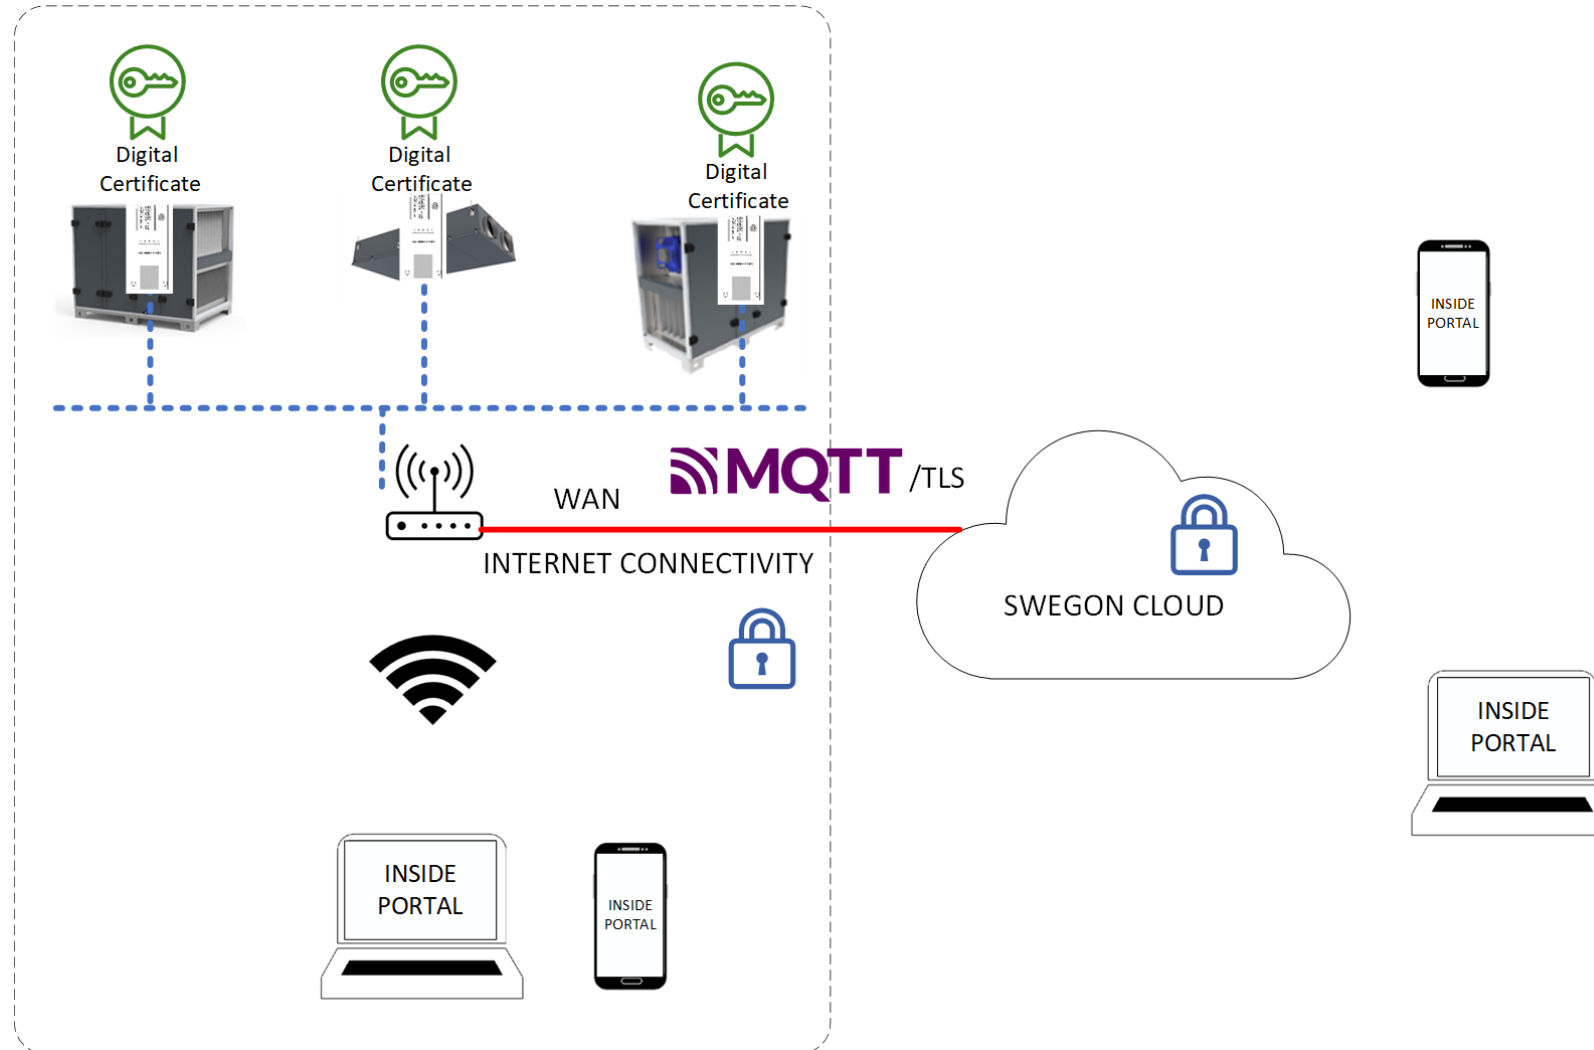 Digital
Certificate
Digital
Certificate
Digital
Certificate
INSIDE
PORTAL
MQTT /TLS
WAN
INTERNET CONNECTIVITY
SWEGON CLOUD
INSIDE
PORTAL
INSIDE
PORTAL
INSIDE
PORTAL